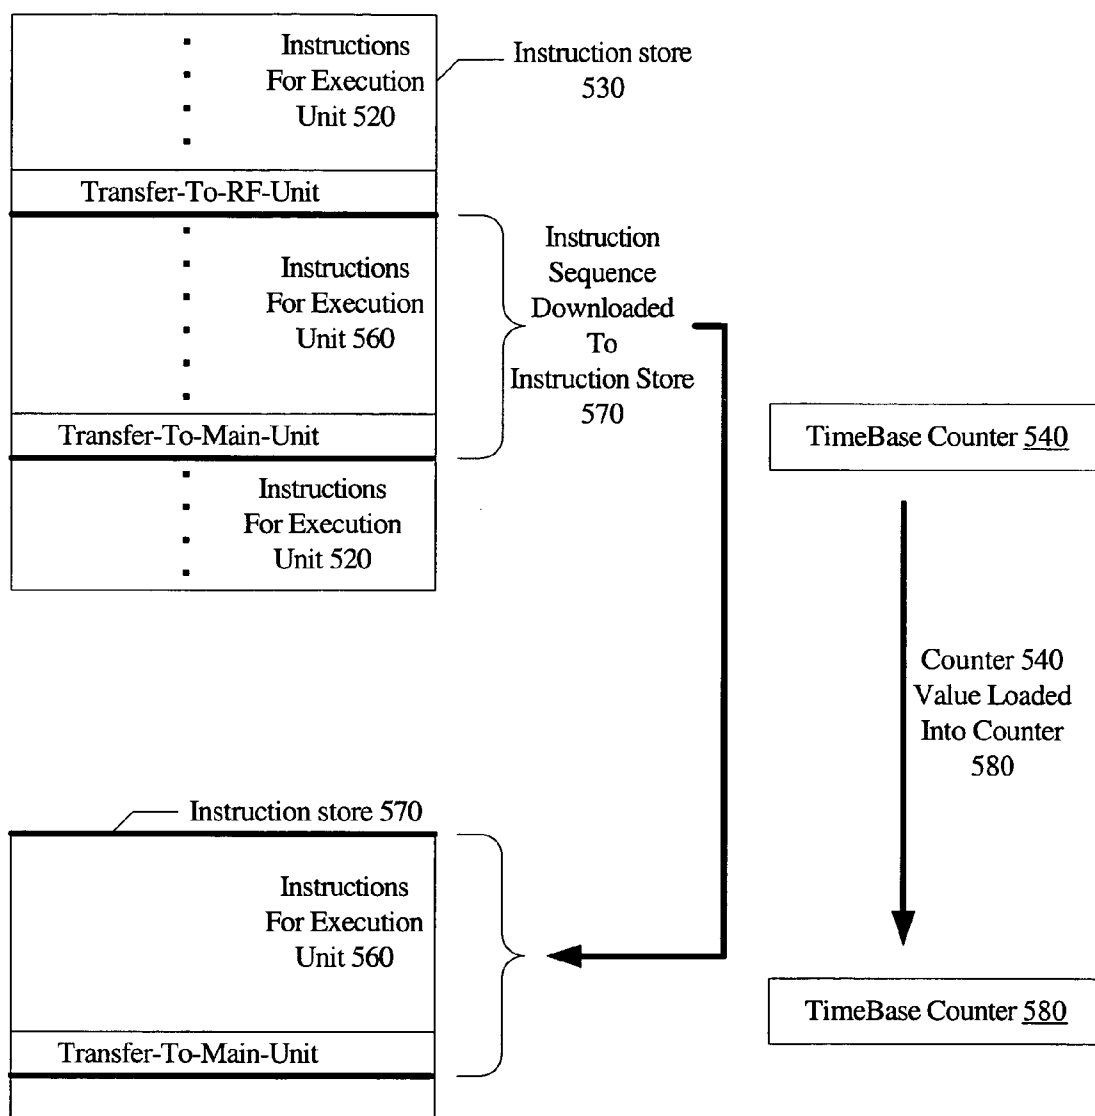 Instructions
For Execution
Unit 520
Instruction store
530
Transfer-To-RF-Unit
Instructions
For Execution
Unit 560
Instruction
Sequence
Downloaded
To
Instruction Store
570
Transfer-To-Main-Unit
TimeBase Counter 540
Instructions
For Execution
Unit 520
Counter 540
Value Loaded
Into Counter
580
Instruction store 570
Instructions
For Execution
Unit 560
TimeBase Counter 580
Transfer-To-Main-Unit